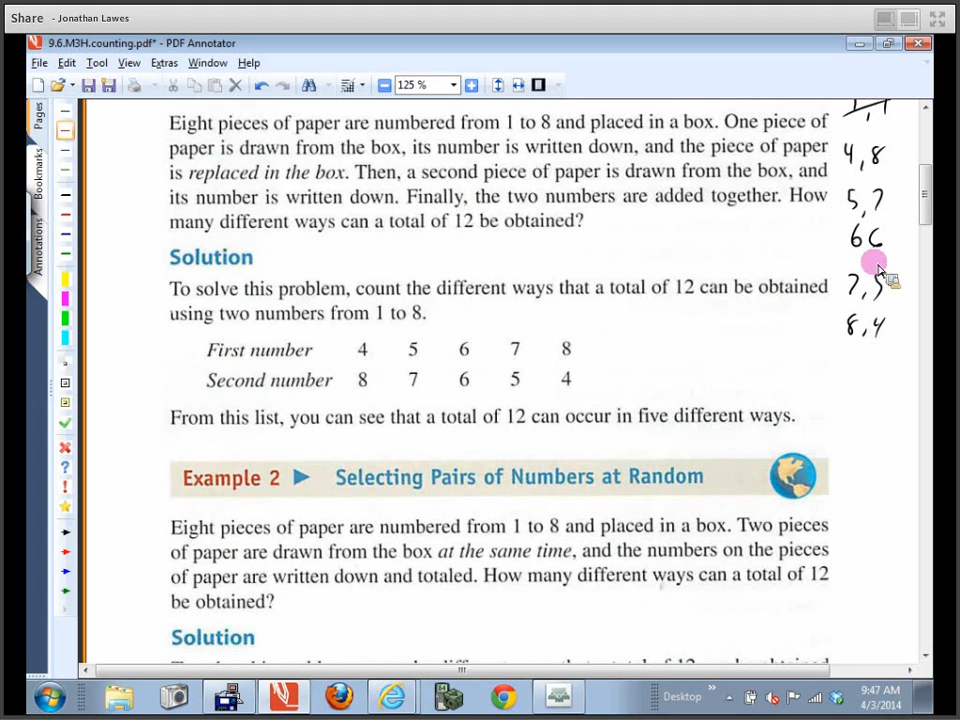 Share - Jonathan Lawes
9.6.M3H.counting.pdf* - PDF Annotator
File Edit Tool View Extras Window Help
125 %
Pages
Bookmarks
Annotations
Eight pieces of paper are numbered from 1 to 8 and placed in a box. One piece of
paper is drawn from the box, its number is written down, and the piece of paper
is replaced in the box. Then, a second piece of paper is drawn from the box, and
its number is written down. Finally, the two numbers are added together. How
many different ways can a total of 12 be obtained?
4,8
5,7
66
7,5
8,4
Solution
To solve this problem, count the different ways that a total of 12 can be obtained
using two numbers from 1 to 8.
First number 4 5 6 7 8
Second number 8 7 6 5 4
From this list, you can see that a total of 12 can occur in five different ways.
Example 2 ► Selecting Pairs of Numbers at Random
Eight pieces of paper are numbered from 1 to 8 and placed in a box. Two pieces
of paper are drawn from the box at the same time, and the numbers on the pieces
of paper are written down and totaled. How many different ways can a total of 12
be obtained?
Solution
Desktop
9:47 AM
4/3/2014